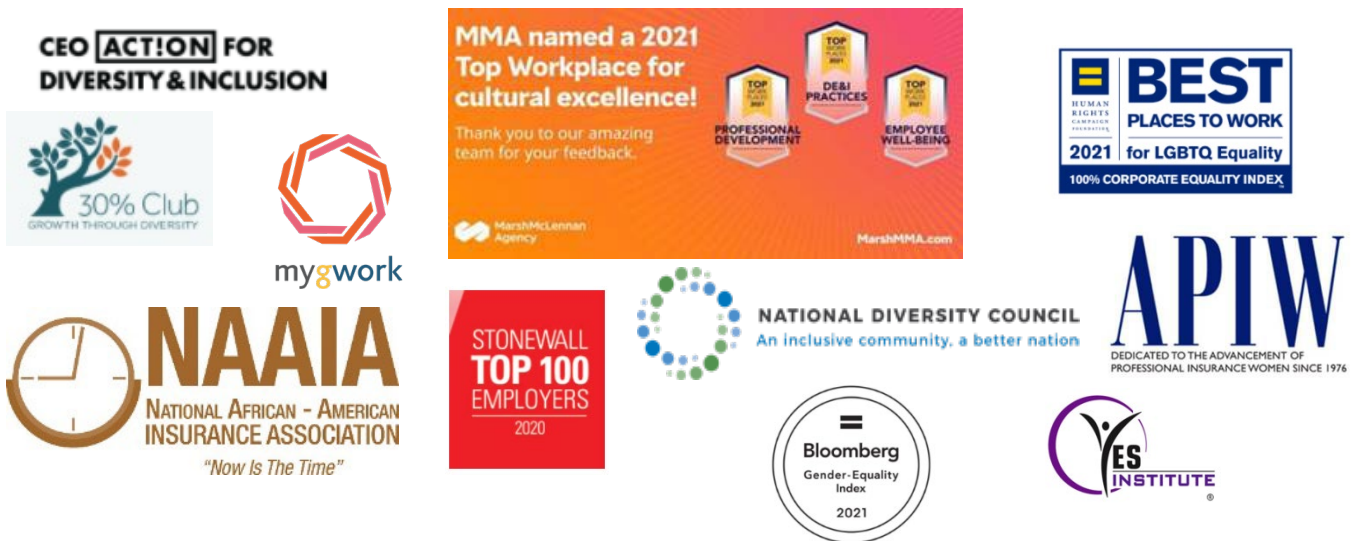 CEO ACT!ON FOR
DIVERSITY & INCLUSION
30% Club
GROWTH THROUGH DIVERSITY
mygwork
NAAIA
NATIONAL AFRICAN - AMERICAN
INSURANCE ASSOCIATION
"Now Is The Time"
MMA named a 2021
Top Workplace for
cultural excellence!
Thank you to our amazing
team for your feedback.
TOP
WORK
PLACES
2021
PROFESSIONAL
DEVELOPMENT
TOP
WORK
PLACES
2021
DE&I
PRACTICES
TOP
WORK
PLACES
2021
EMPLOYEE
WELL-BEING
MarshMcLennan
Agency
MarshMMA.com
STONEWALL
TOP 100
EMPLOYERS
2020
NATIONAL DIVERSITY COUNCIL
An inclusive community, a better nation
Bloomberg
Gender-Equality
Index
2021
HUMAN
RIGHTS
CAMPAIGN
FOUNDATION
BEST
PLACES TO WORK
2021 for LGBTQ Equality
100% CORPORATE EQUALITY INDEX
APIW
DEDICATED TO THE ADVANCEMENT OF
PROFESSIONAL INSURANCE WOMEN SINCE 1976
YES
INSTITUTE
®